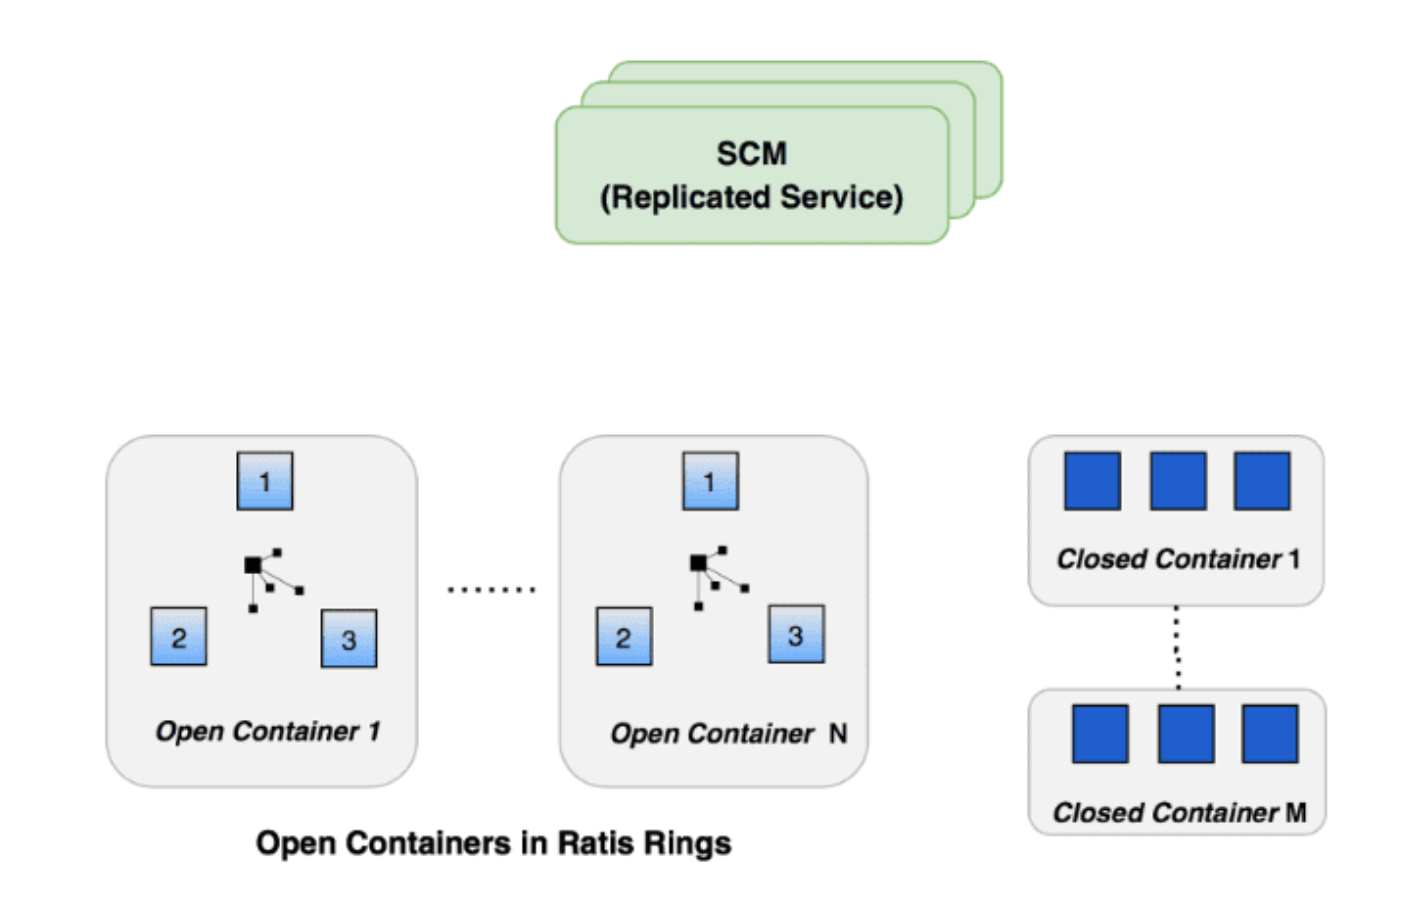 SCM
(Replicated Service)
1
2
3
Open Container 1
1
2
3
Open Container N
Closed Container 1
Closed Container M
Open Containers in Ratis Rings